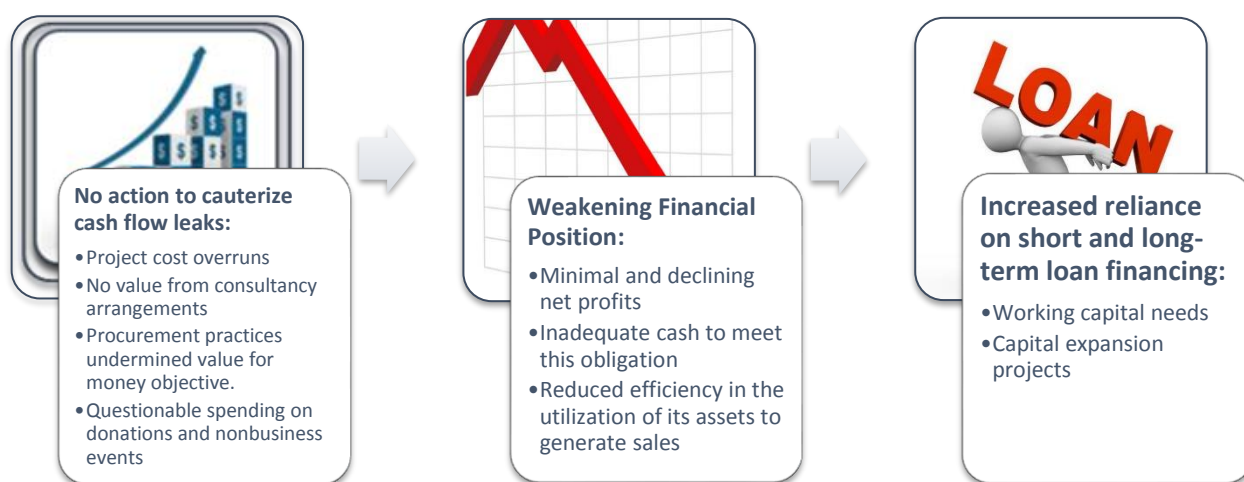 No action to cauterize
cash flow leaks:
•Project cost overruns
•No value from consultancy
arrangements
•Procurement practices
undermined value for
money objective.
•Questionable spending on
donations and nonbusiness
events
Weakening Financial
Position:
•Minimal and declining
net profits
•Inadequate cash to meet
this obligation
•Reduced efficiency in the
utilization of its assets to
generate sales
LOAN
Increased reliance
on short and long-
term loan financing:
•Working capital needs
•Capital expansion
projects